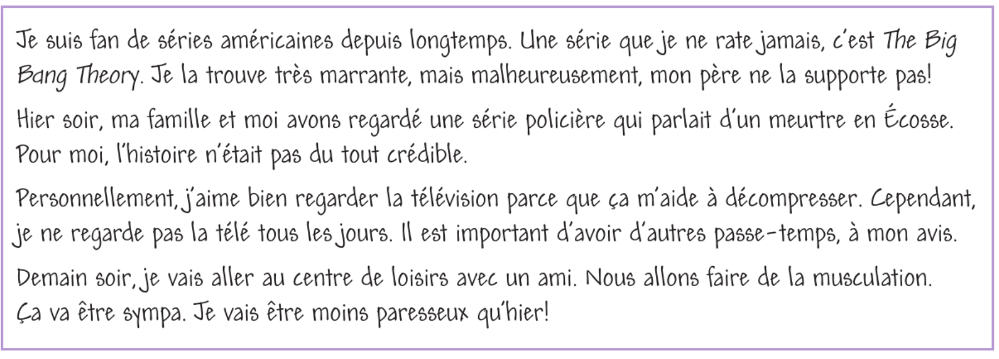 Je suis fan de séries américaines depuis longtemps. Une série que je ne rate jamais, c'est The Big
Bang Theory. Je la trouve très marrante, mais malheureusement, mon père ne la supporte pas!
Hier soir, ma famille et moi avons regardé une série policière qui parlait d'un meurtre en Écosse.
Pour moi, l'histoire n'était pas du tout crédible.
Personnellement, j'aime bien regarder la télévision parce que ça m'aide à décompresser. Cependant,
je ne regarde pas la télé tous les jours. Il est important d'avoir d'autres passe-temps, à mon avis.
Demain soir, je vais aller au centre de loisirs avec un ami. Nous allons faire de la musculation.
Ça va être sympa. Je vais être moins paresseux qu'hier!